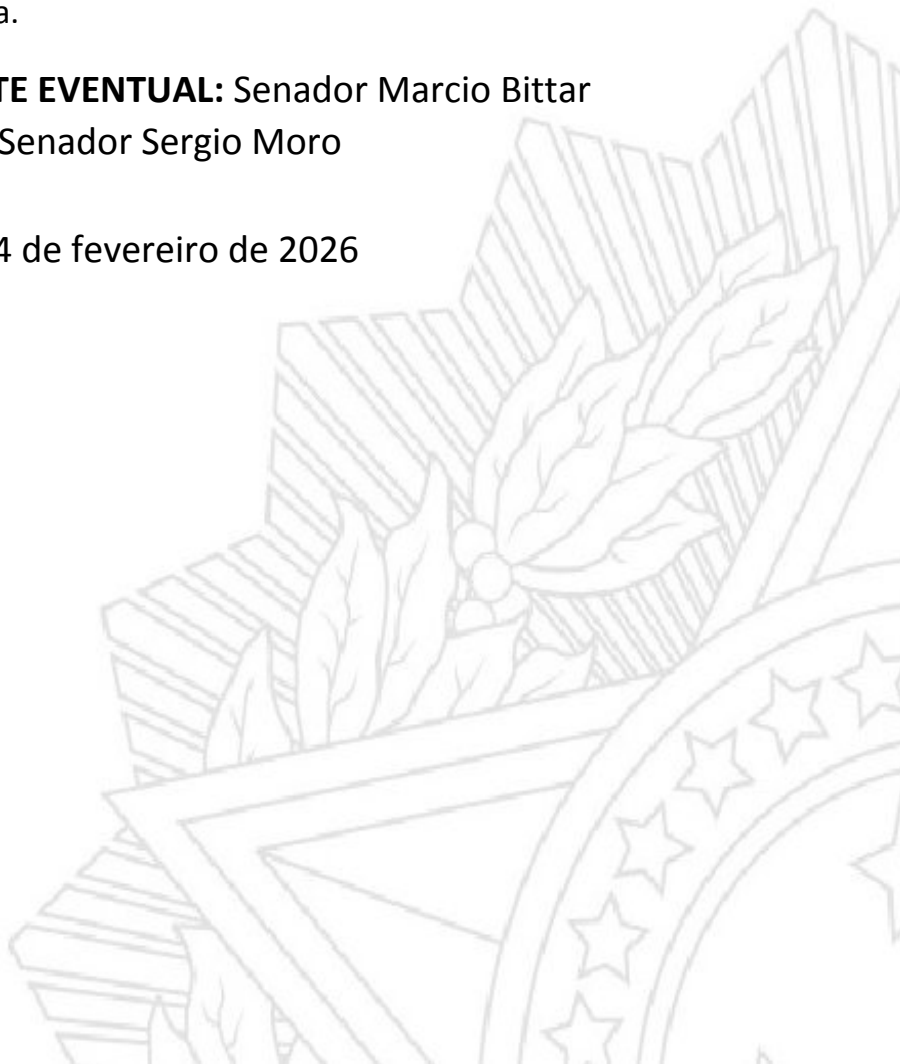 a.
TE EVENTUAL: Senador Marcio Bittar
Senador Sergio Moro
4 de fevereiro de 2026